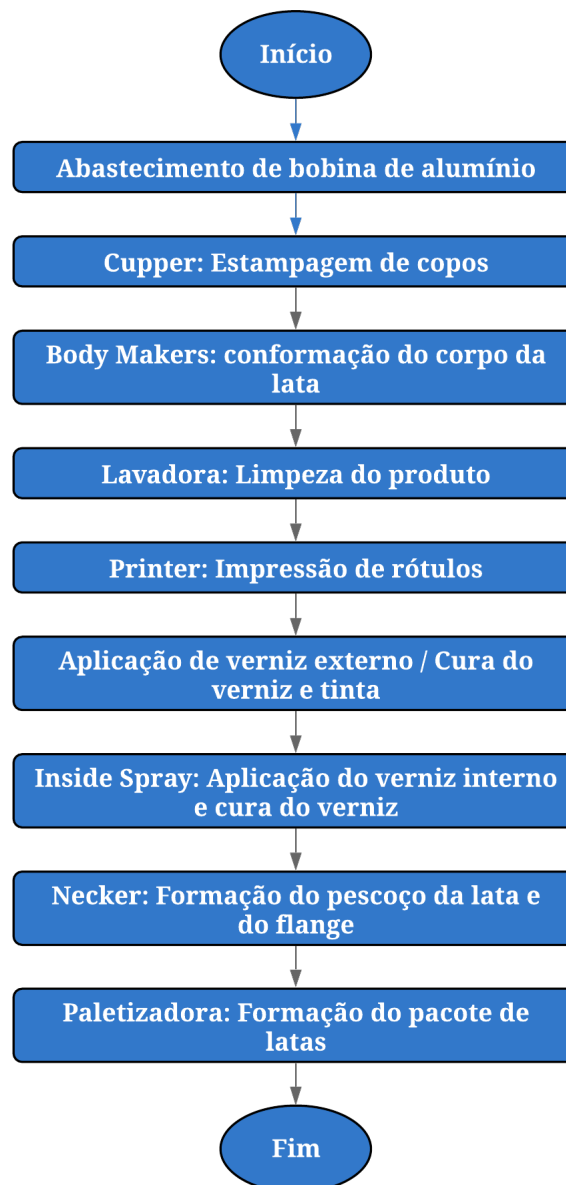 Início
Abastecimento de bobina de alumínio
Cupper: Estampagem de copos
Body Makers: conformação do corpo da
lata
Lavadora: Limpeza do produto
Printer: Impressão de rótulos
Aplicação de verniz externo / Cura do
verniz e tinta
Inside Spray: Aplicação do verniz interno
e cura do verniz
Necker: Formação do pescoço da lata e
do flange
Paletizadora: Formação do pacote de
latas
Fim